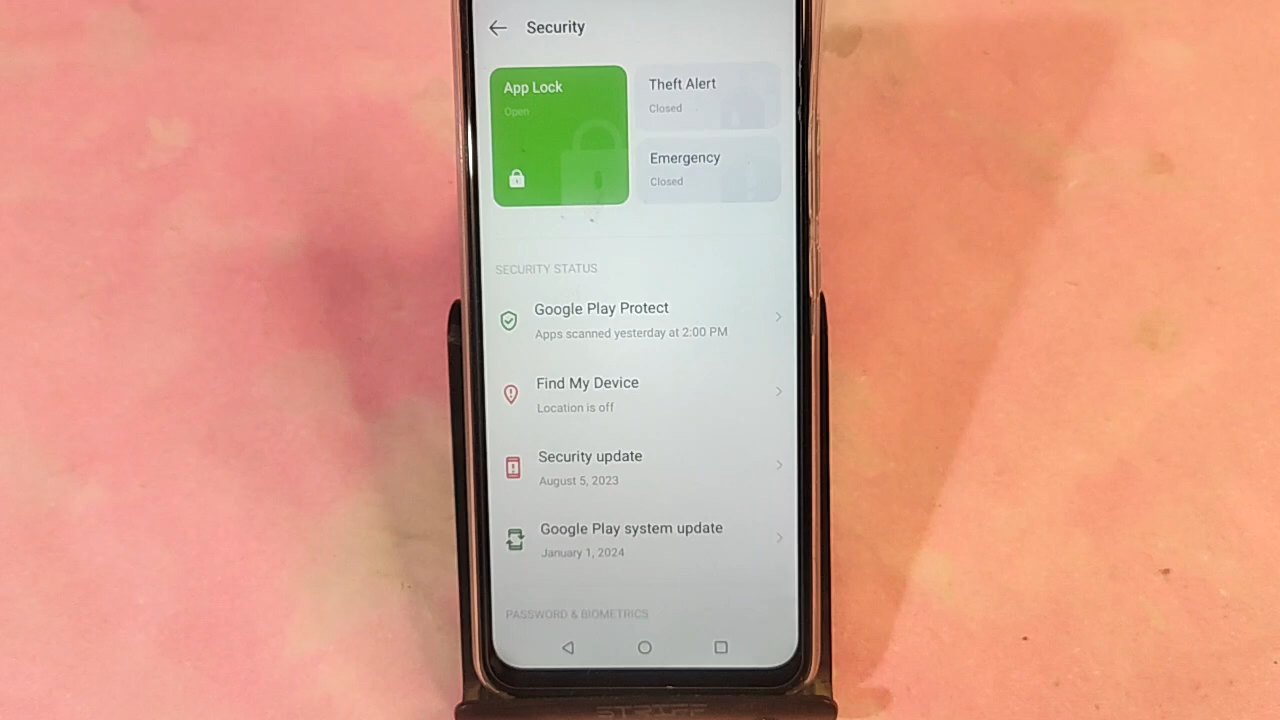 Security
App Lock
Open
Theft Alert
Closed
Emergency
Closed
SECURITY STATUS
Google Play Protect
Apps scanned yesterday at 2:00 PM
Find My Device
Location is off
Security update
August 5, 2023
Google Play system update
January 1, 2024
PASSWORD & BIOMETRICS
STRIFF